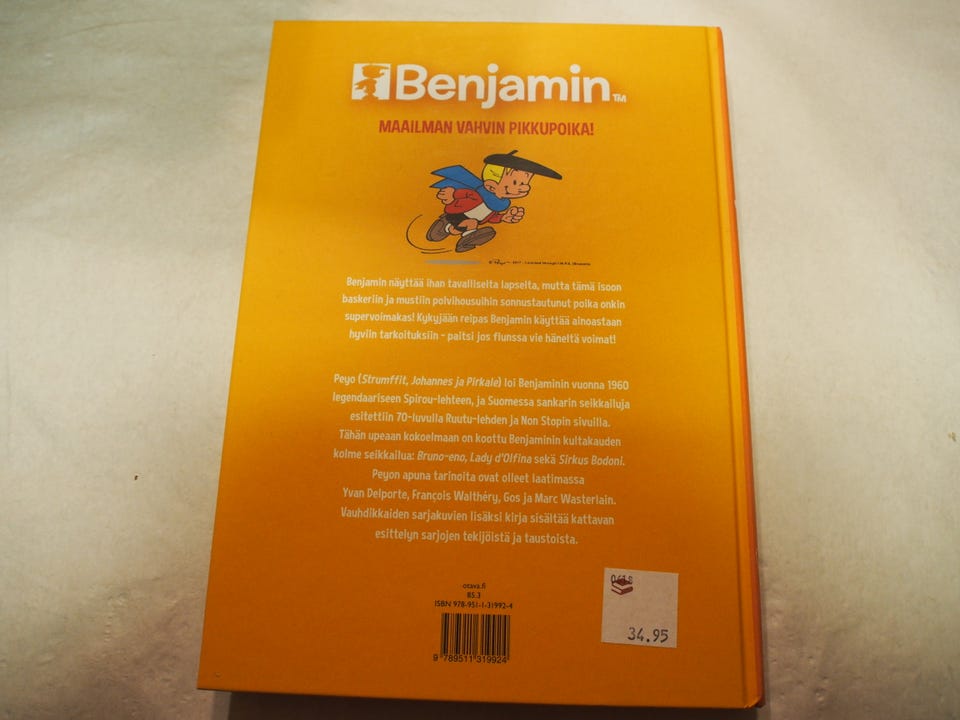 Benjamin™
MAAILMAN VAHVIN PIKKUPOIKA!
Benjamin näyttää ihan tavalliselta lapselta, mutta tämä isoon
baskeriin ja mustiin polvihousuihin sonnustautunut poika onkin
supervoimakas! Kykyjään reipas Benjamin käyttää ainoastaan
hyviin tarkoituksiin – paitsi jos flunssa vie häneltä voimat!
Peyo (Strumffit, Johannes ja Pirkale) loi Benjaminin vuonna 1960
legendaariseen Spirou-lehteen, ja Suomessa sankarin seikkailuja
esitettiin 70-luvulla Ruutu-lehden ja Non Stopin sivuilla.
Tähän upeaan kokoelmaan on koottu Benjaminin kultakauden
kolme seikkailua: Bruno-eno, Lady d'Olfina sekä Sirkus Bodoni.
Peyon apuna tarinoita ovat olleet laatimassa
Yvan Delporte, François Walthéry, Gos ja Marc Wasterlain.
Vauhdikkaiden sarjakuvien lisäksi kirja sisältää kattavan
esittelyn sarjojen tekijöistä ja taustoista.
otava.fi
85.3
ISBN 978-951-1-31992-4
9 789511 319924
34.95